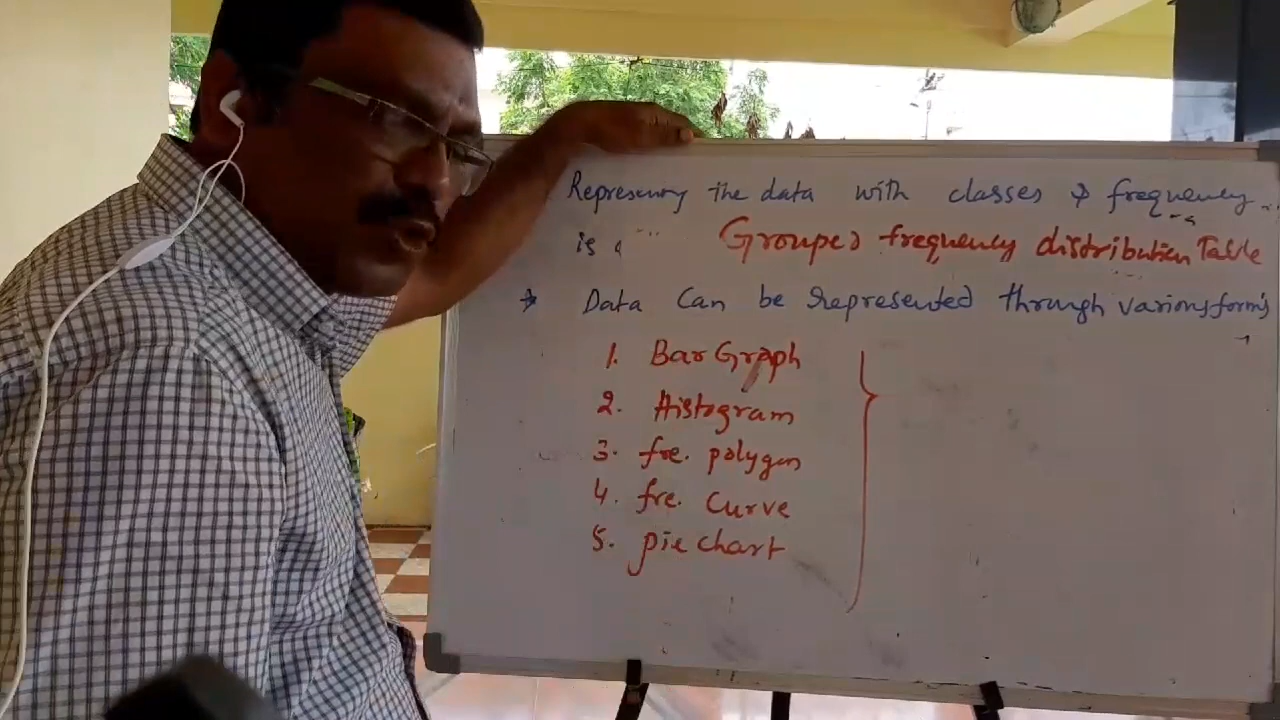 Representing the data with classes & frequency
is a " " Grouped frequency distribution Table
→ Data Can be Represented through various forms
1. Bar Graph
2. Histogram
3. fre. polygon
4. fre. Curve
5. pie chart